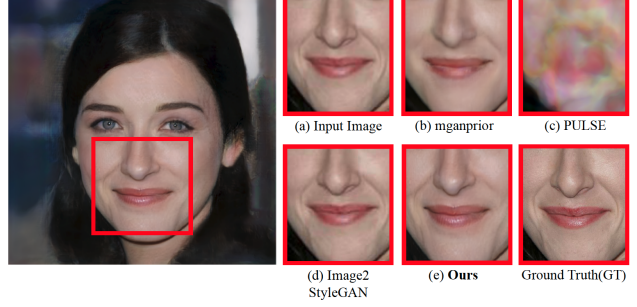 (a) Input Image
(b) mganprior
(c) PULSE
(d) Image2
StyleGAN
(e) Ours
Ground Truth(GT)